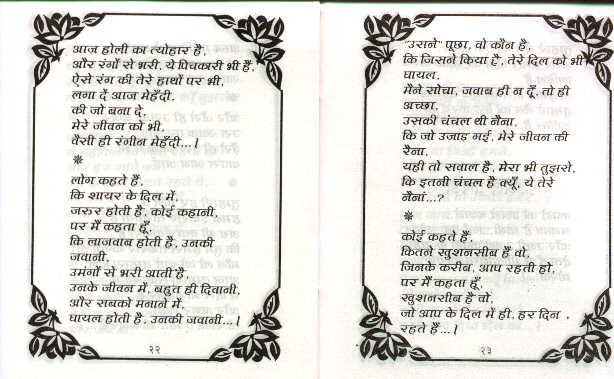 आज होली का त्योहार है,
और रंगों से भरी, ये पिचकारी भी हैं,
ऐसे रंग की तेरे हाथों पर भी,
लगा दें आज मेहँदी,
की जो बना दे,
मेरे जीवन को भी,
वैसी ही रंगीन मेहँदी...।
*
लोग कहते हैं,
कि शायर के दिल में,
जरुर होती है, कोई कहानी,
पर मैं कहता हूँ,
कि लाजवाब होती है, उनकी
जवानी,
उमंगों से भरी आती है,
उनके जीवन में, बहुत ही दिवानी,
और सबको मनाने में,
घायल होती है, उनकी जवानी...।
२२
"उसने" पूछा, वो कौन है,
कि जिसने किया है, तेरे दिल को भी
घायल,
मैने सोचा, जवाब ही न दूँ, तो ही
अच्छा,
उसकी चंचल थी नैना,
कि जो उजाड़ गई, मेरे जीवन की
रैना,
यही तो सवाल है, मेरा भी तुझसे,
कि इतनी चंचल है क्यूँ, ये तेरे
नैनां...?
*
कोई कहते हैं,
कितने खुशनसीब हैं वो,
जिनके करीब, आप रहती हो,
पर मैं कहता हूँ,
खुशनसीब हैं वो,
जो आप के दिल में ही, हर दिन .
रहते हैं...।
२३